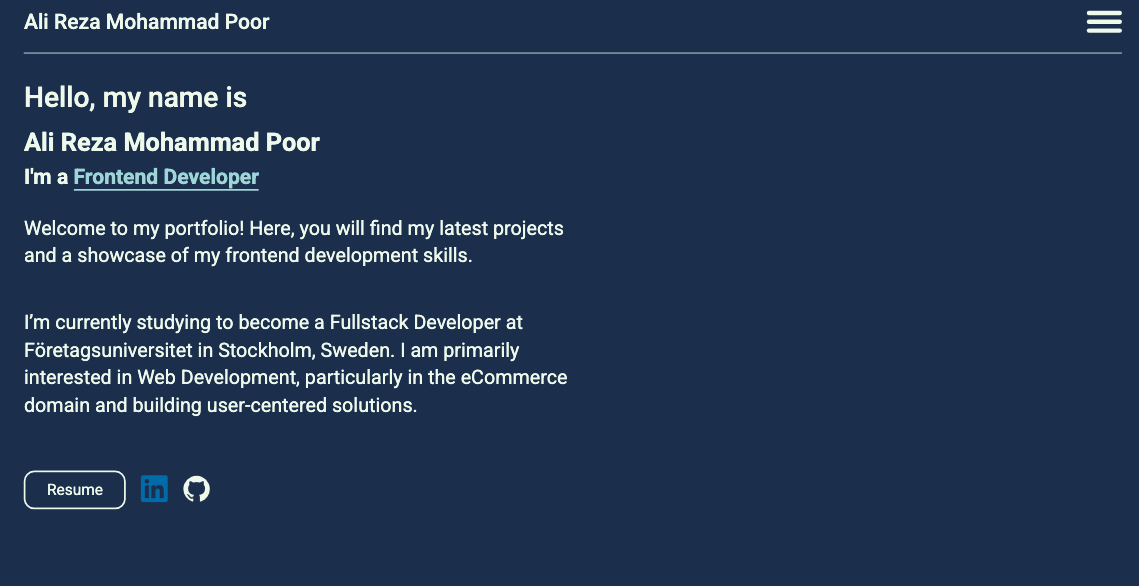 Ali Reza Mohammad Poor
Hello, my name is
Ali Reza Mohammad Poor
I'm a Frontend Developer
Welcome to my portfolio! Here, you will find my latest projects
and a showcase of my frontend development skills.
I’m currently studying to become a Fullstack Developer at
Företagsuniversitet in Stockholm, Sweden. I am primarily
interested in Web Development, particularly in the eCommerce
domain and building user-centered solutions.
Resume in